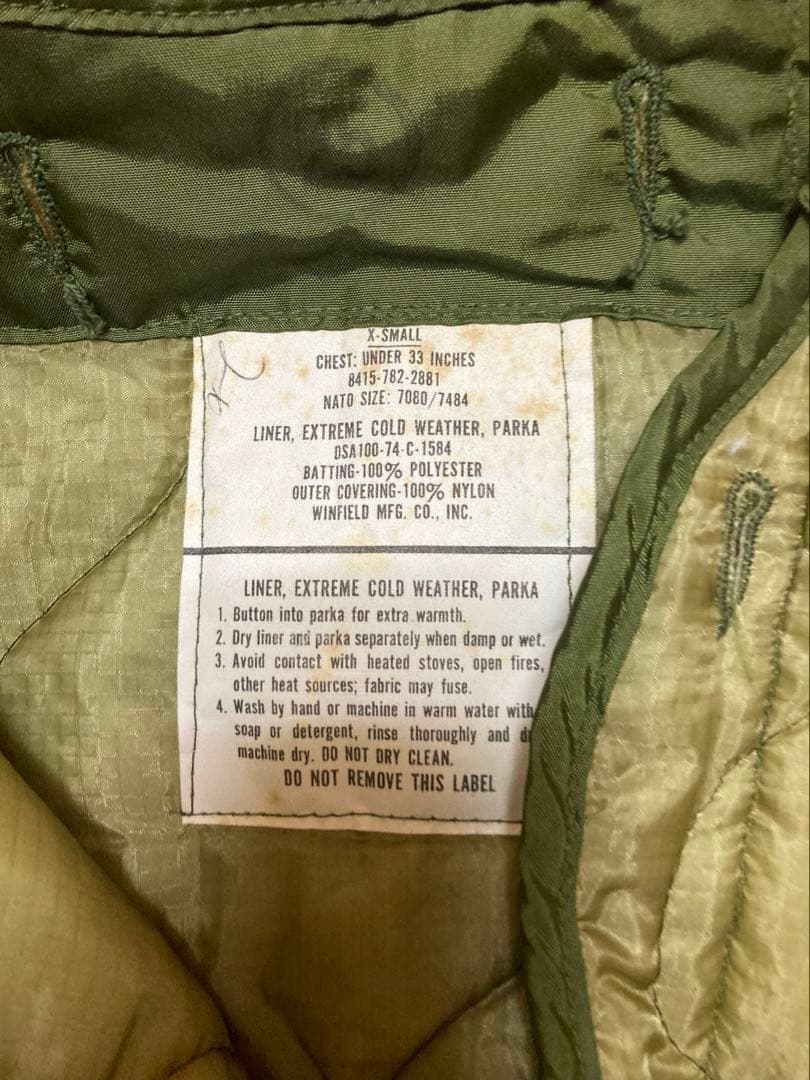 X-SMALL
CHEST: UNDER 33 INCHES
8415-782-2881
NATO SIZE: 7080/7484
LINER, EXTREME COLD WEATHER, PARKA
DSA100-74-C-1584
BATTING-100% POLYESTER
OUTER COVERING-100% NYLON
WINFIELD MFG. CO., INC.
LINER, EXTREME COLD WEATHER, PARKA
1. Button into parka for extra warmth.
2. Dry liner and parka separately when damp or wet.
3. Avoid contact with heated stoves, open fires,
other heat sources; fabric may fuse.
4. Wash by hand or machine in warm water with
soap or detergent, rinse thoroughly and
machine dry. DO NOT DRY CLEAN.
DO NOT REMOVE THIS LABEL